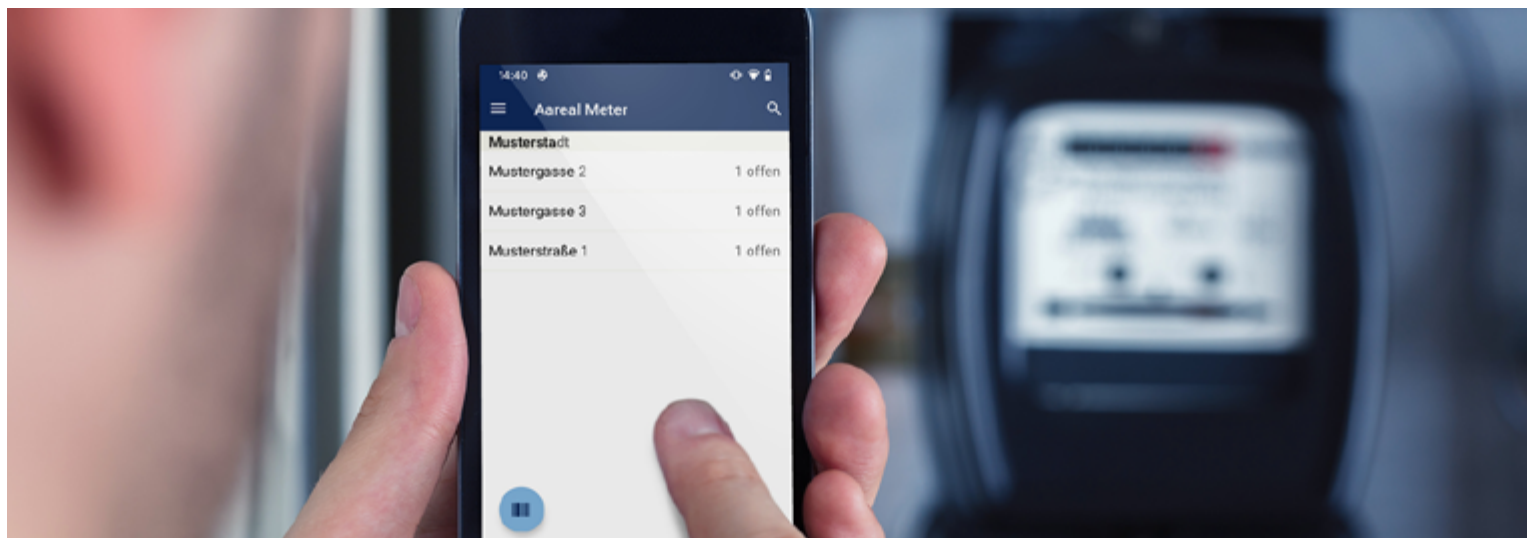 14:40
Aareal Meter
Musterstadt
Mustergasse 2 1 offen
Mustergasse 3 1 offen
Musterstraße 1 1 offen